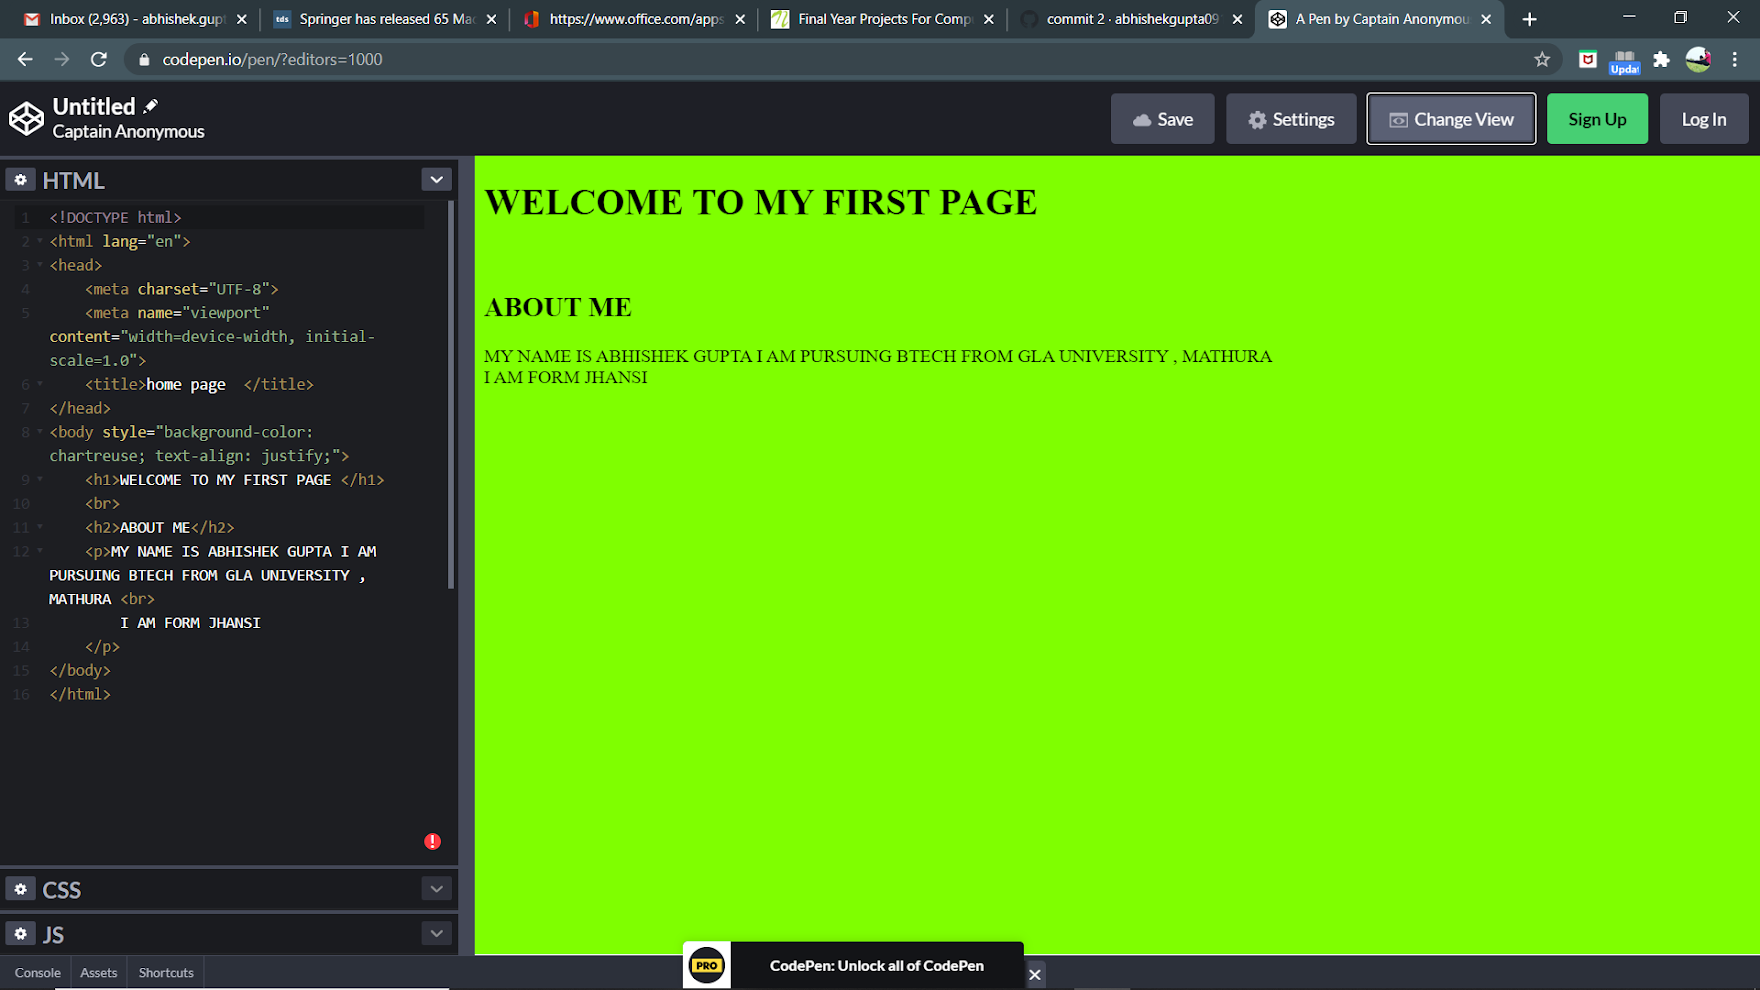 Inbox (2,963) - abhishek.gupt
Springer has released 65 Mac
https://www.office.com/apps
Final Year Projects For Comp
commit 2 · abhishekgupta09
A Pen by Captain Anonymou
codepen.io/pen/?editors=1000
Updat
Untitled
Captain Anonymous
Save
Settings
Change View
Sign Up
Log In
HTML
1 <!DOCTYPE html>
2 <html lang="en">
3 <head>
4 <meta charset="UTF-8">
5 <meta name="viewport"
content="width=device-width, initial-
scale=1.0">
6 <title>home page  </title>
7 </head>
8 <body style="background-color:
chartreuse; text-align: justify;">
9 <h1>WELCOME TO MY FIRST PAGE </h1>
10 <br>
11 <h2>ABOUT ME</h2>
12 <p>MY NAME IS ABHISHEK GUPTA I AM
PURSUING BTECH FROM GLA UNIVERSITY ,
MATHURA <br>
13 I AM FORM JHANSI
14 </p>
15 </body>
16 </html>
CSS
JS
Console
Assets
Shortcuts
WELCOME TO MY FIRST PAGE
ABOUT ME
MY NAME IS ABHISHEK GUPTA I AM PURSUING BTECH FROM GLA UNIVERSITY , MATHURA
I AM FORM JHANSI
PRO
CodePen: Unlock all of CodePen